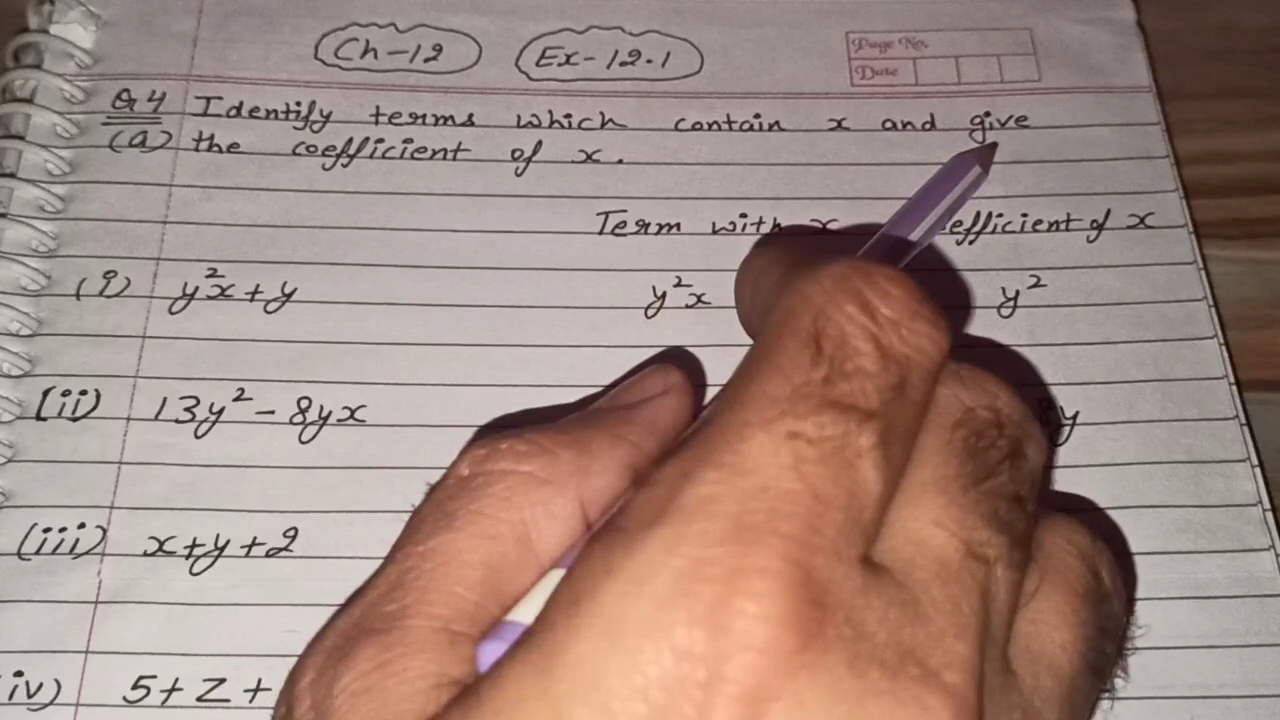 Ch-12 Ex-12.1
Page No.
Date
Q4 Identify terms which contain x and give
(a) the coefficient of x.
Term with x efficient of x
(i) y²x + y y²x y²
(ii) 13y² - 8yx 8y
(iii) x + y + 2
iv) 5 + z +